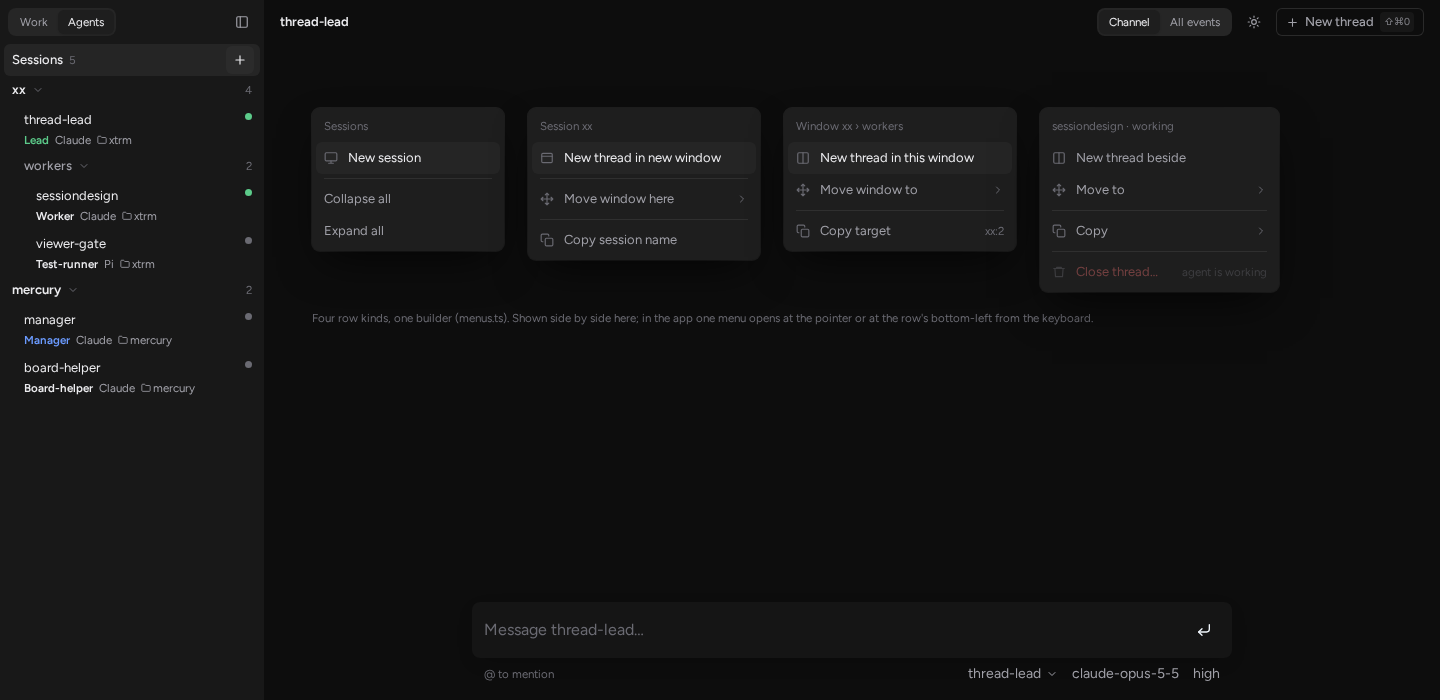 Work Agents
Sessions 5
xx 4
thread-lead
Lead Claude xtrm
workers 2
sessiondesign
Worker Claude xtrm
viewer-gate
Test-runner Pi xtrm
mercury 2
manager
Manager Claude mercury
board-helper
Board-helper Claude mercury
thread-lead
Channel All events
New thread ⇧⌘0
Sessions
New session
Collapse all
Expand all
Session xx
New thread in new window
Move window here
Copy session name
Window xx › workers
New thread in this window
Move window to
Copy target xx:2
sessiondesign · working
New thread beside
Move to
Copy
Close thread... agent is working
Four row kinds, one builder (menus.ts). Shown side by side here; in the app one menu opens at the pointer or at the row's bottom-left from the keyboard.
Message thread-lead...
@ to mention
thread-lead claude-opus-5-5 high